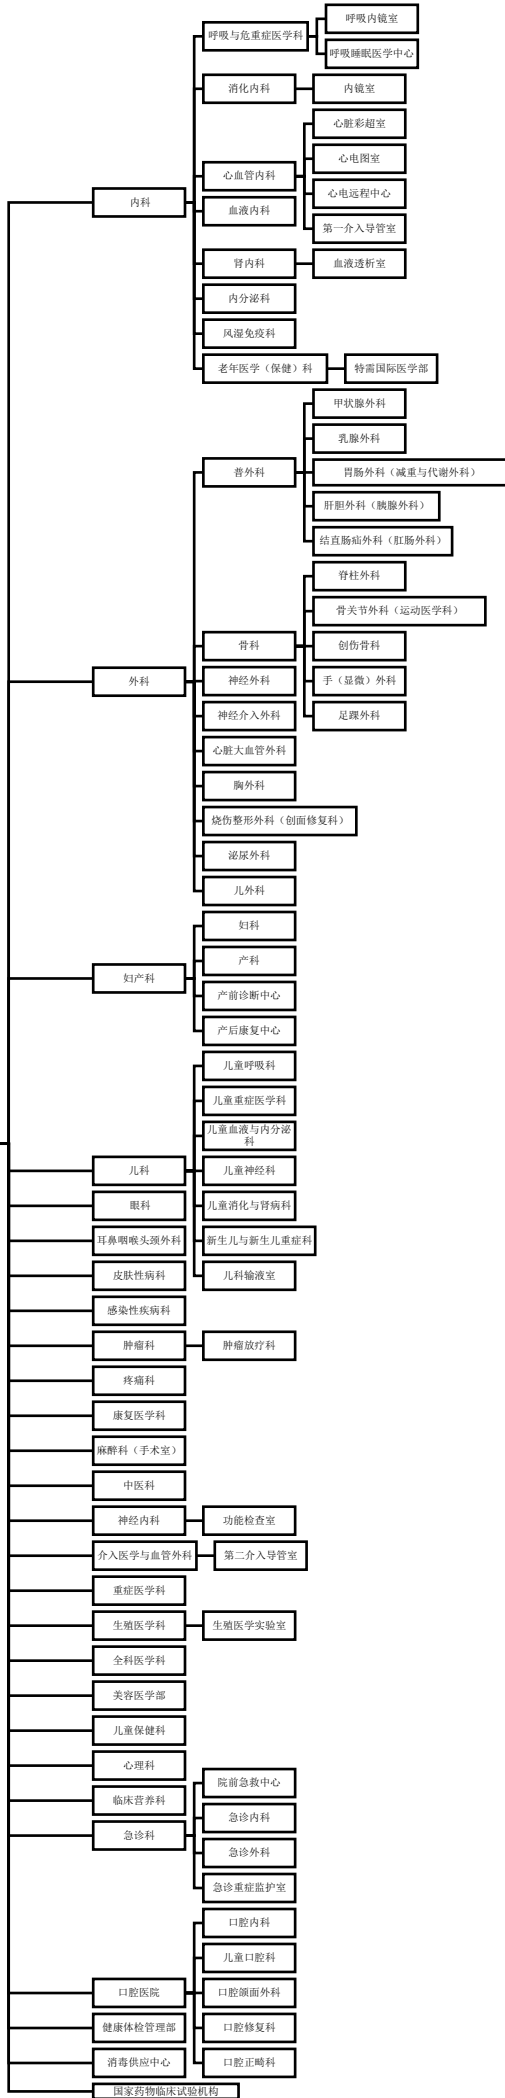 内科
呼吸与危重症医学科
呼吸内镜室
呼吸睡眠医学中心
消化内科
内镜室
心血管内科
心脏彩超室
心电图室
心电远程中心
第一介入导管室
血液内科
肾内科
血液透析室
内分泌科
风湿免疫科
老年医学（保健）科
特需国际医学部
外科
普外科
甲状腺外科
乳腺外科
胃肠外科（减重与代谢外科）
肝胆外科（胰腺外科）
结直肠疝外科（肛肠外科）
骨科
脊柱外科
骨关节外科（运动医学科）
创伤骨科
手（显微）外科
足踝外科
神经外科
神经介入外科
心脏大血管外科
胸外科
烧伤整形外科（创面修复科）
泌尿外科
儿外科
妇产科
妇科
产科
产前诊断中心
产后康复中心
儿科
儿童呼吸科
儿童重症医学科
儿童血液与内分泌
科
儿童神经科
儿童消化与肾病科
新生儿与新生儿重症科
儿科输液室
眼科
耳鼻咽喉头颈外科
皮肤性病科
感染性疾病科
肿瘤科
肿瘤放疗科
疼痛科
康复医学科
麻醉科（手术室）
中医科
神经内科
功能检查室
介入医学与血管外科
第二介入导管室
重症医学科
生殖医学科
生殖医学实验室
全科医学科
美容医学部
儿童保健科
心理科
临床营养科
急诊科
院前急救中心
急诊内科
急诊外科
急诊重症监护室
口腔医院
口腔内科
儿童口腔科
口腔颌面外科
口腔修复科
口腔正畸科
健康体检管理部
消毒供应中心
国家药物临床试验机构